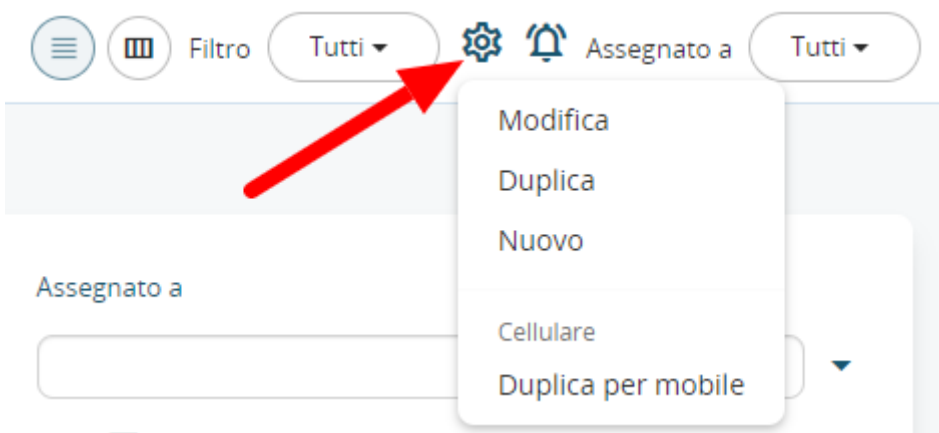 Filtro Tutti Assegnato a Tutti
Modifica
Duplica
Nuovo
Assegnato a
Cellulare
Duplica per mobile